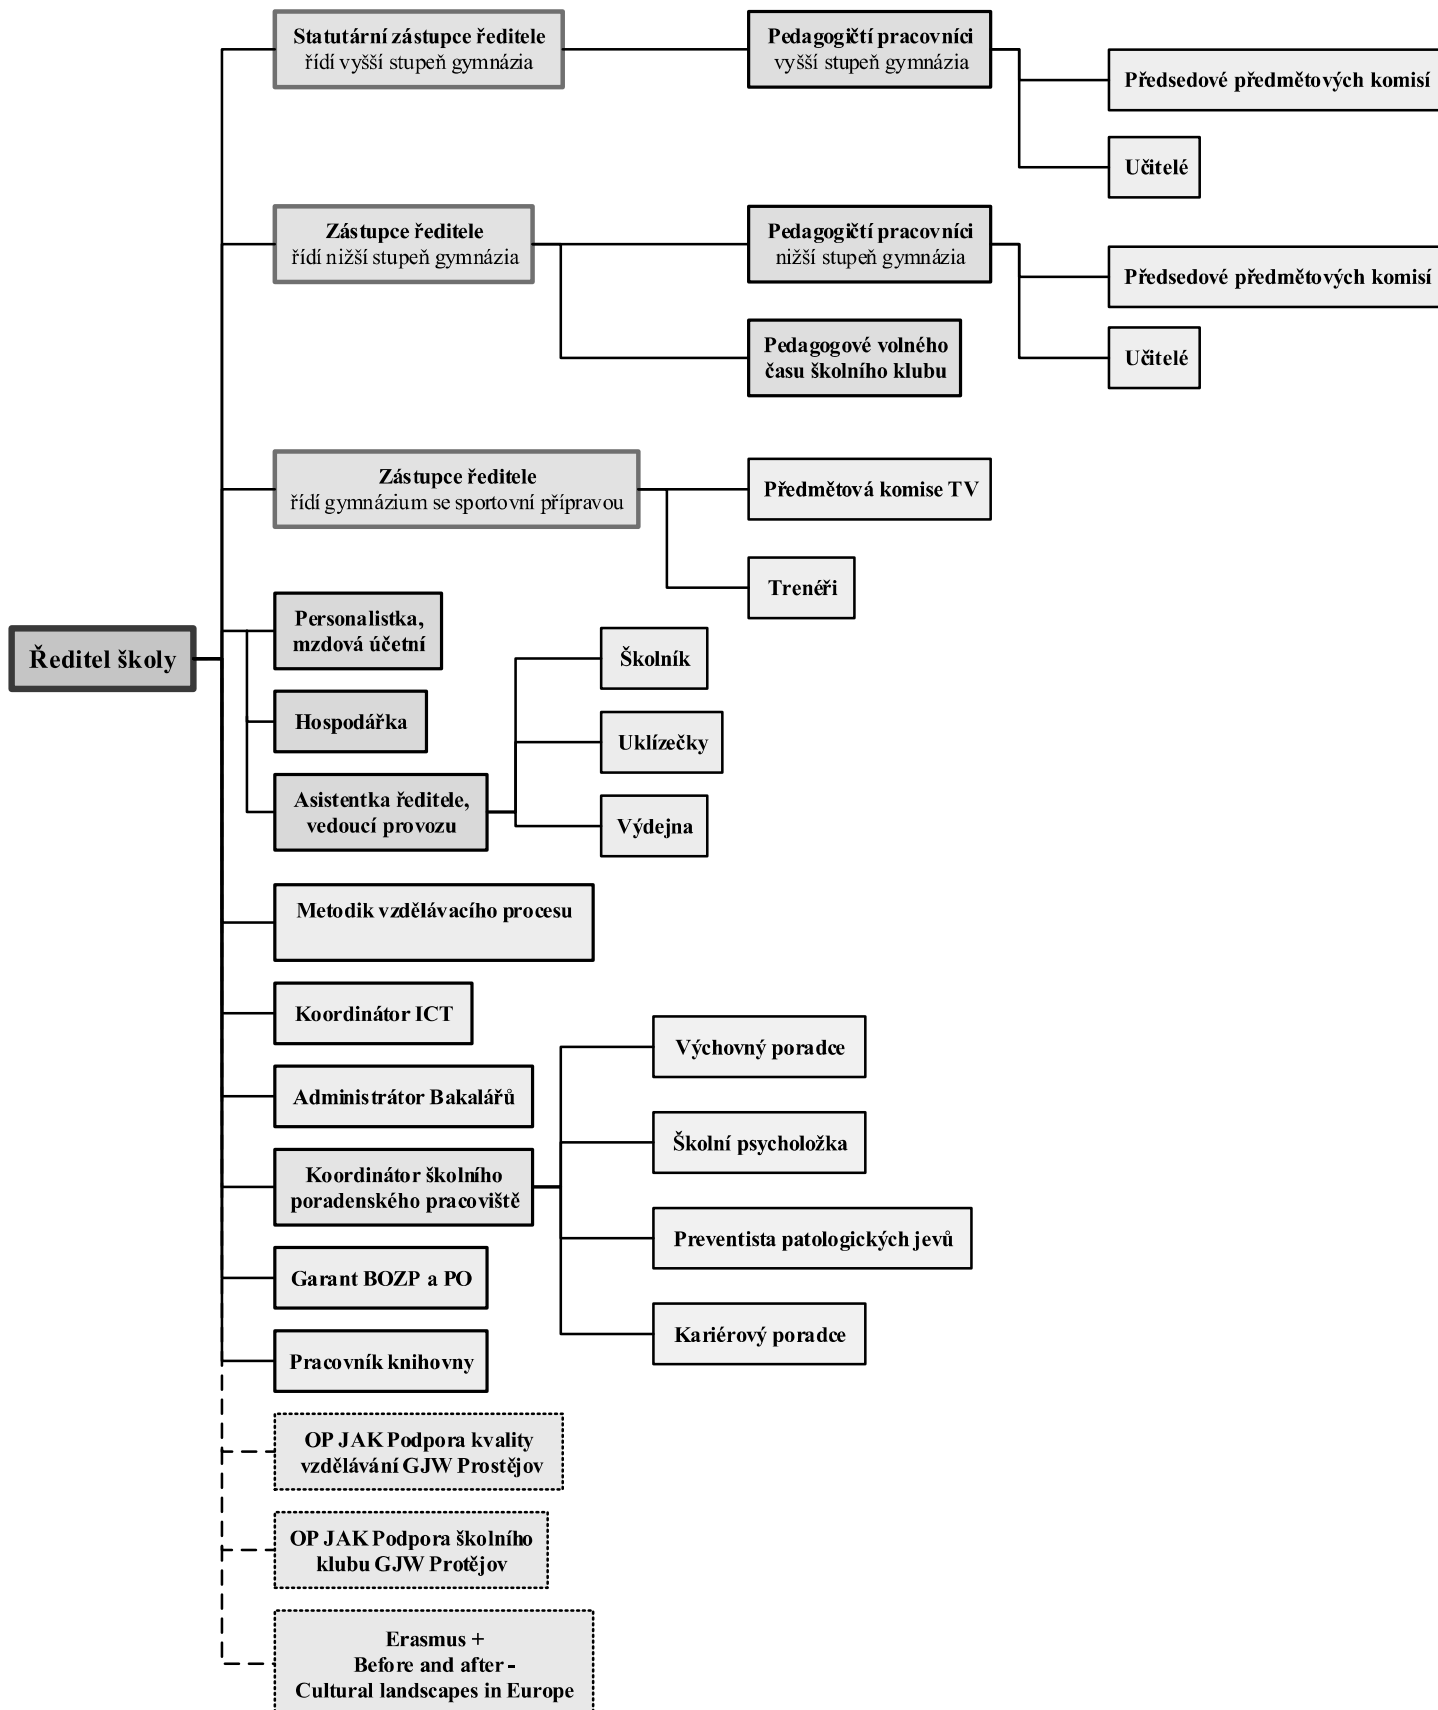 Statutární zástupce ředitele
řídí vyšší stupeň gymnázia
Pedagogičtí pracovníci
vyšší stupeň gymnázia
Předsedové předmětových komisí
Učitelé
Zástupce ředitele
řídí nižší stupeň gymnázia
Pedagogičtí pracovníci
nižší stupeň gymnázia
Předsedové předmětových komisí
Učitelé
Pedagogové volného
času školního klubu
Zástupce ředitele
řídí gymnázium se sportovní přípravou
Předmětová komise TV
Trenéři
Ředitel školy
Personalistka,
mzdová účetní
Hospodářka
Asistentka ředitele,
vedoucí provozu
Školník
Uklízečky
Výdejna
Metodik vzdělávacího procesu
Koordinátor ICT
Administrátor Bakalářů
Koordinátor školního
poradenského pracoviště
Výchovný poradce
Školní psycholožka
Preventista patologických jevů
Kariérový poradce
Garant BOZP a PO
Pracovník knihovny
OP JAK Podpora kvality
vzdělávání GJW Prostějov
OP JAK Podpora školního
klubu GJW Protějov
Erasmus +
Before and after -
Cultural landscapes in Europe